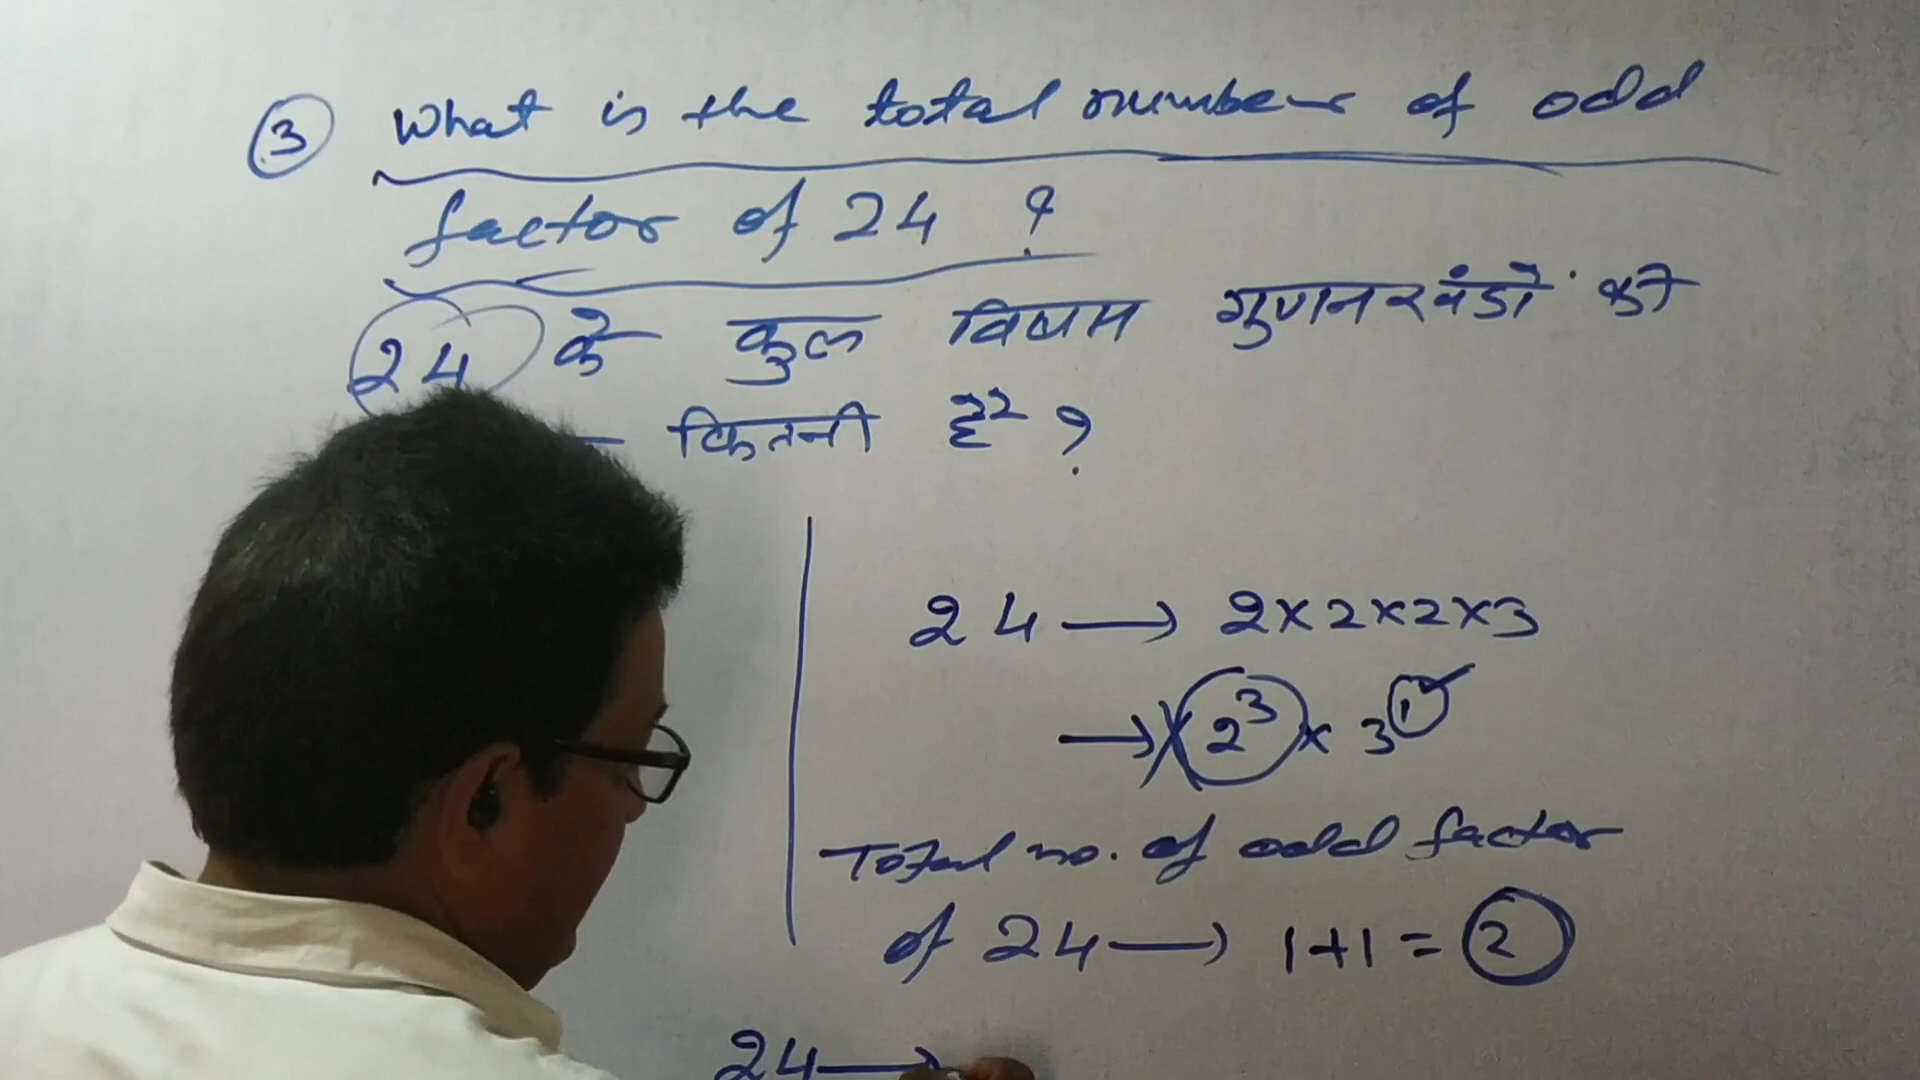 ③ What is the total number of odd
factor of 24 ?
24 के कुल विषम गुणनखंडों की
कितनी है ?
24 → 2×2×2×3
→ 2³ × 3¹
Total no. of odd factor
of 24 → 1+1 = 2
24 →